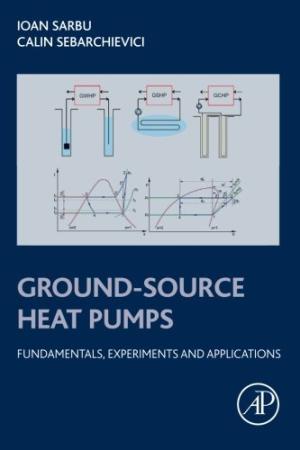 IOAN SARBU
CALIN SEBARCHIEVICI
GWHP
GSHP
GCHP
GROUND-SOURCE
HEAT PUMPS
FUNDAMENTALS, EXPERIMENTS AND APPLICATIONS
AP